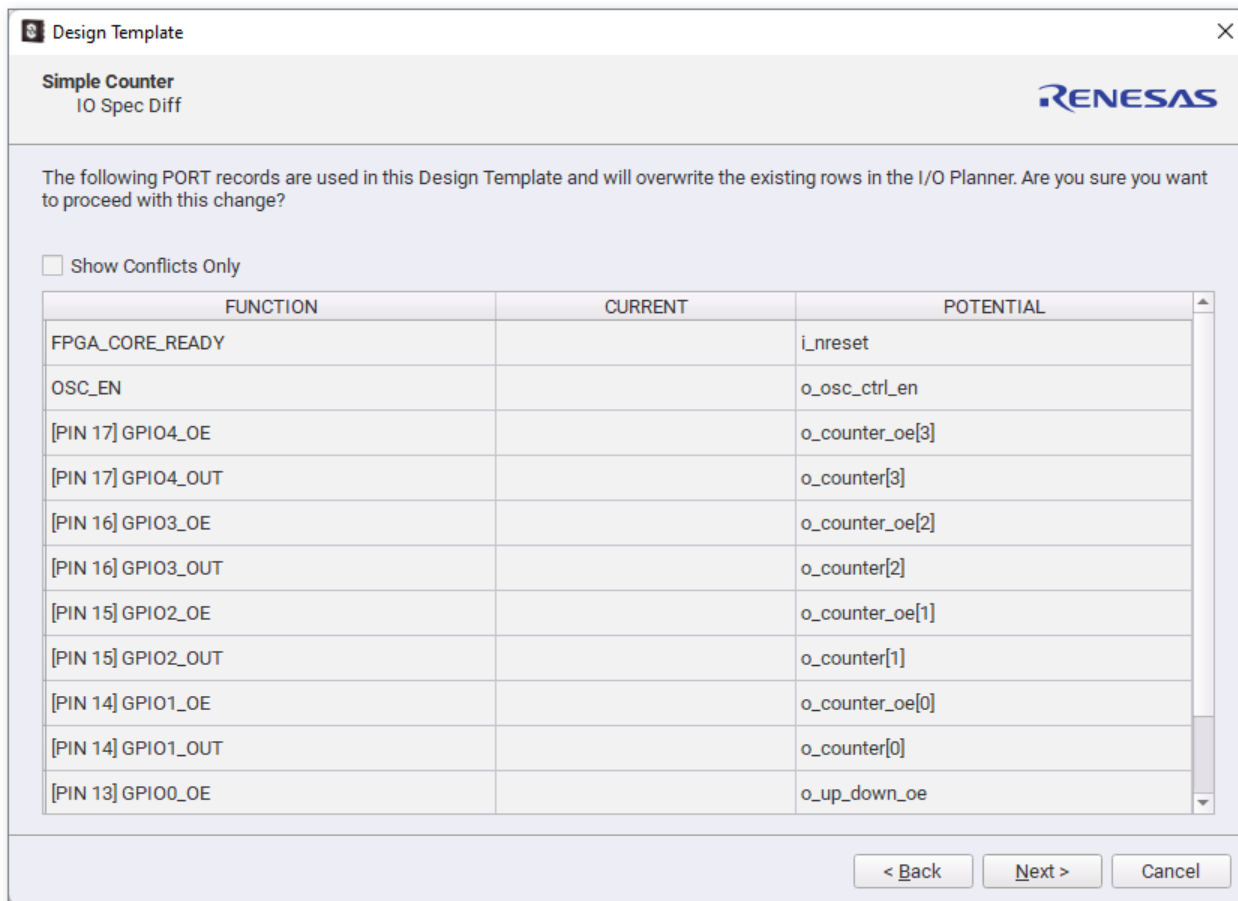 Design Template
Simple Counter
IO Spec Diff
RENESAS
The following PORT records are used in this Design Template and will overwrite the existing rows in the I/O Planner. Are you sure you want
to proceed with this change?
Show Conflicts Only
FUNCTION CURRENT POTENTIAL
FPGA_CORE_READY i_nreset
OSC_EN o_osc_ctrl_en
[PIN 17] GPIO4_OE o_counter_oe[3]
[PIN 17] GPIO4_OUT o_counter[3]
[PIN 16] GPIO3_OE o_counter_oe[2]
[PIN 16] GPIO3_OUT o_counter[2]
[PIN 15] GPIO2_OE o_counter_oe[1]
[PIN 15] GPIO2_OUT o_counter[1]
[PIN 14] GPIO1_OE o_counter_oe[0]
[PIN 14] GPIO1_OUT o_counter[0]
[PIN 13] GPIO0_OE o_up_down_oe
< Back Next > Cancel